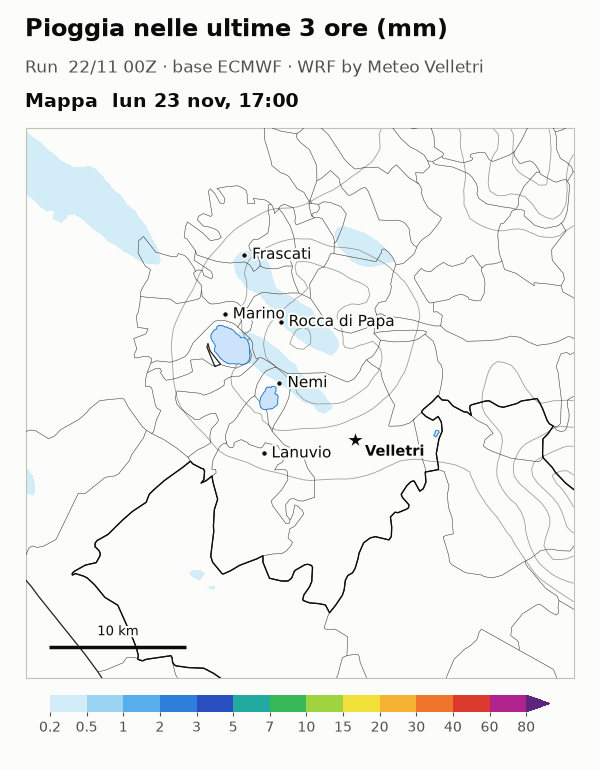 Pioggia nelle ultime 3 ore (mm)
Run  22/11 00Z · base ECMWF · WRF by Meteo Velletri
Mappa  lun 23 nov, 17:00
Frascati
Marino
Rocca di Papa
Nemi
Velletri
Lanuvio
10 km
0.2 0.5 1 2 3 5 7 10 15 20 30 40 60 80